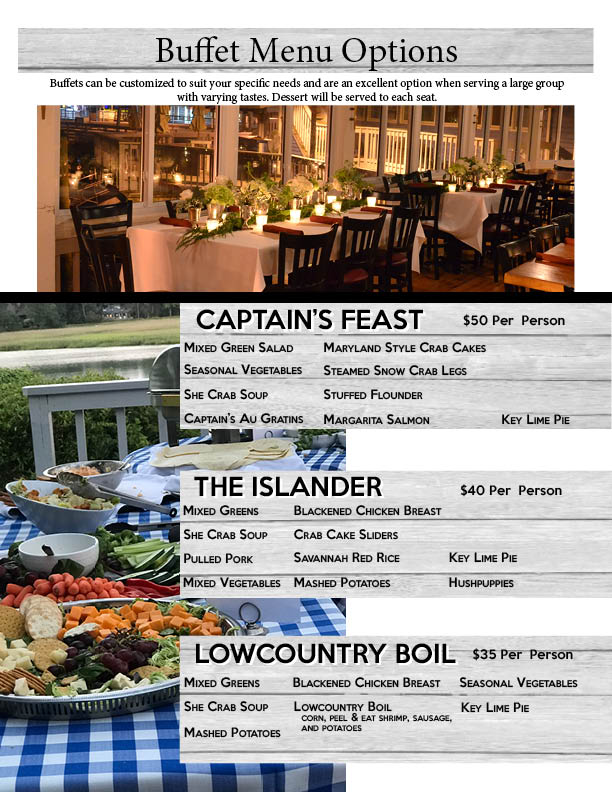 Buffet Menu Options
Buffets can be customized to suit your specific needs and are an excellent option when serving a large group
with varying tastes. Dessert will be served to each seat.
CAPTAIN'S FEAST $50 Per Person
MIXED GREEN SALAD MARYLAND STYLE CRAB CAKES
SEASONAL VEGETABLES STEAMED SNOW CRAB LEGS
SHE CRAB SOUP STUFFED FLOUNDER
CAPTAIN'S AU GRATINS MARGARITA SALMON KEY LIME PIE
THE ISLANDER $40 Per Person
MIXED GREENS BLACKENED CHICKEN BREAST
SHE CRAB SOUP CRAB CAKE SLIDERS
PULLED PORK SAVANNAH RED RICE KEY LIME PIE
MIXED VEGETABLES MASHED POTATOES HUSHPUPPIES
LOWCOUNTRY BOIL $35 Per Person
MIXED GREENS BLACKENED CHICKEN BREAST SEASONAL VEGETABLES
SHE CRAB SOUP LOWCOUNTRY BOIL KEY LIME PIE
CORN, PEEL & EAT SHRIMP, SAUSAGE,
AND POTATOES
MASHED POTATOES